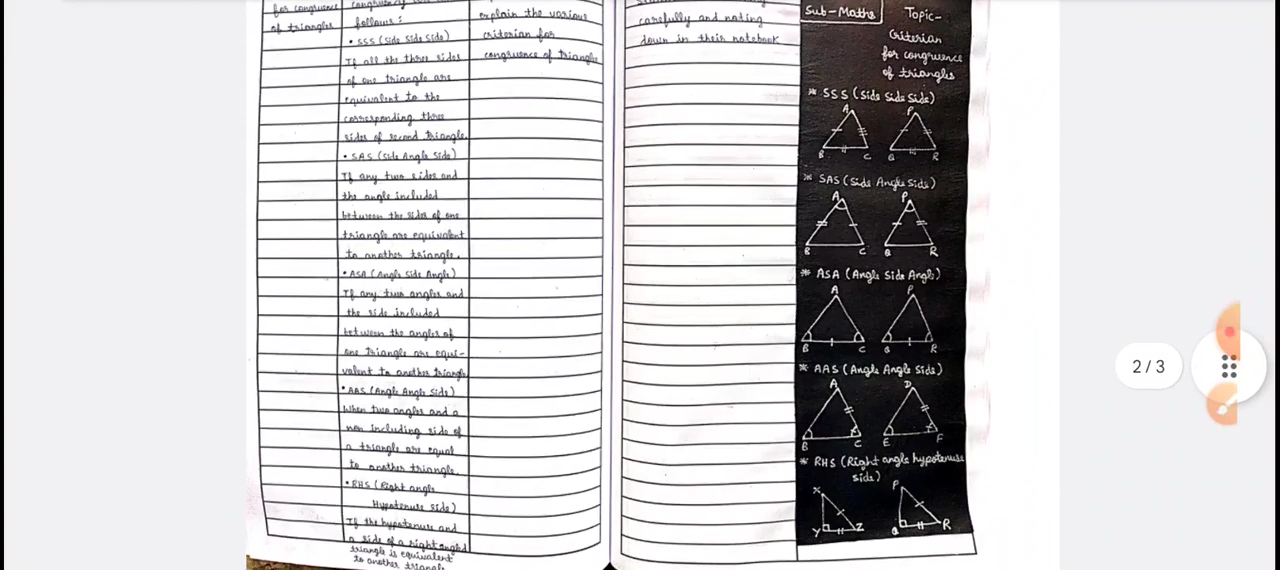 for congruence
of triangles
follows:
• SSS (Side Side Side)
If all the three sides
of one triangle are
equivalent to the
corresponding three
sides of second triangle.
• SAS (Side Angle Side)
If any two sides and
the angle included
between the sides of one
triangle are equivalent
to another triangle.
• ASA (Angle Side Angle)
If any two angles and
the side included
between the angles of
one triangle are equi-
valent to another triangle
• AAS (Angle Angle Side)
When two angles and a
non including side of
a triangle are equal
to another triangle.
• RHS (Right angle
Hypotenuse Side)
If the hypotenuse and
a side of a right angled
triangle is equivalent
to another triangle
explain the various
criterian for
congruence of triangles
carefully and noting
down in their notebook
Sub-Maths
Topic-
Criterian
for congruence
of triangles
* SSS (Side Side Side)
A P
B C Q R
* SAS (Side Angle Side)
A P
B C Q R
* ASA (Angle Side Angle)
A P
B C Q R
* AAS (Angle Angle Side)
A D
B C E F
* RHS (Right angle hypotenuse
side)
X P
Y Z Q R
2/3